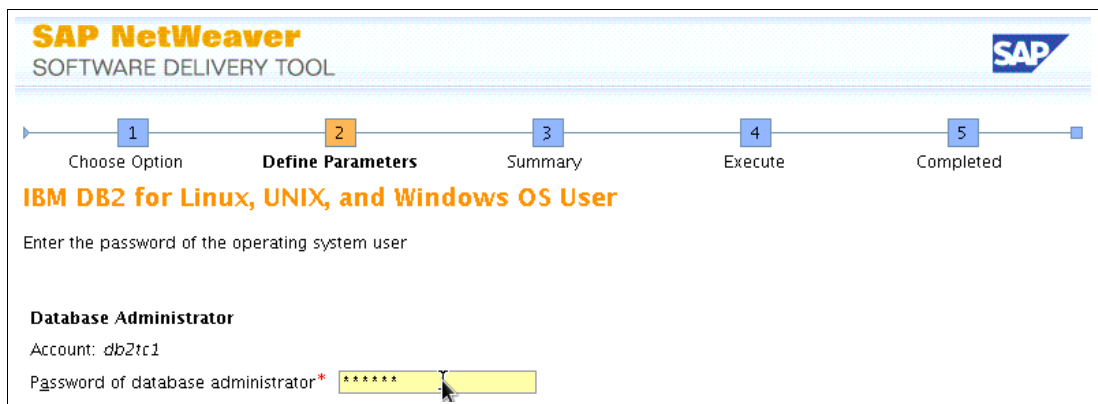 SAP NetWeaver
SOFTWARE DELIVERY TOOL
SAP
1 2 3 4 5
Choose Option Define Parameters Summary Execute Completed
IBM DB2 for Linux, UNIX, and Windows OS User
Enter the password of the operating system user
Database Administrator
Account: db2tc1
Password of database administrator* ******